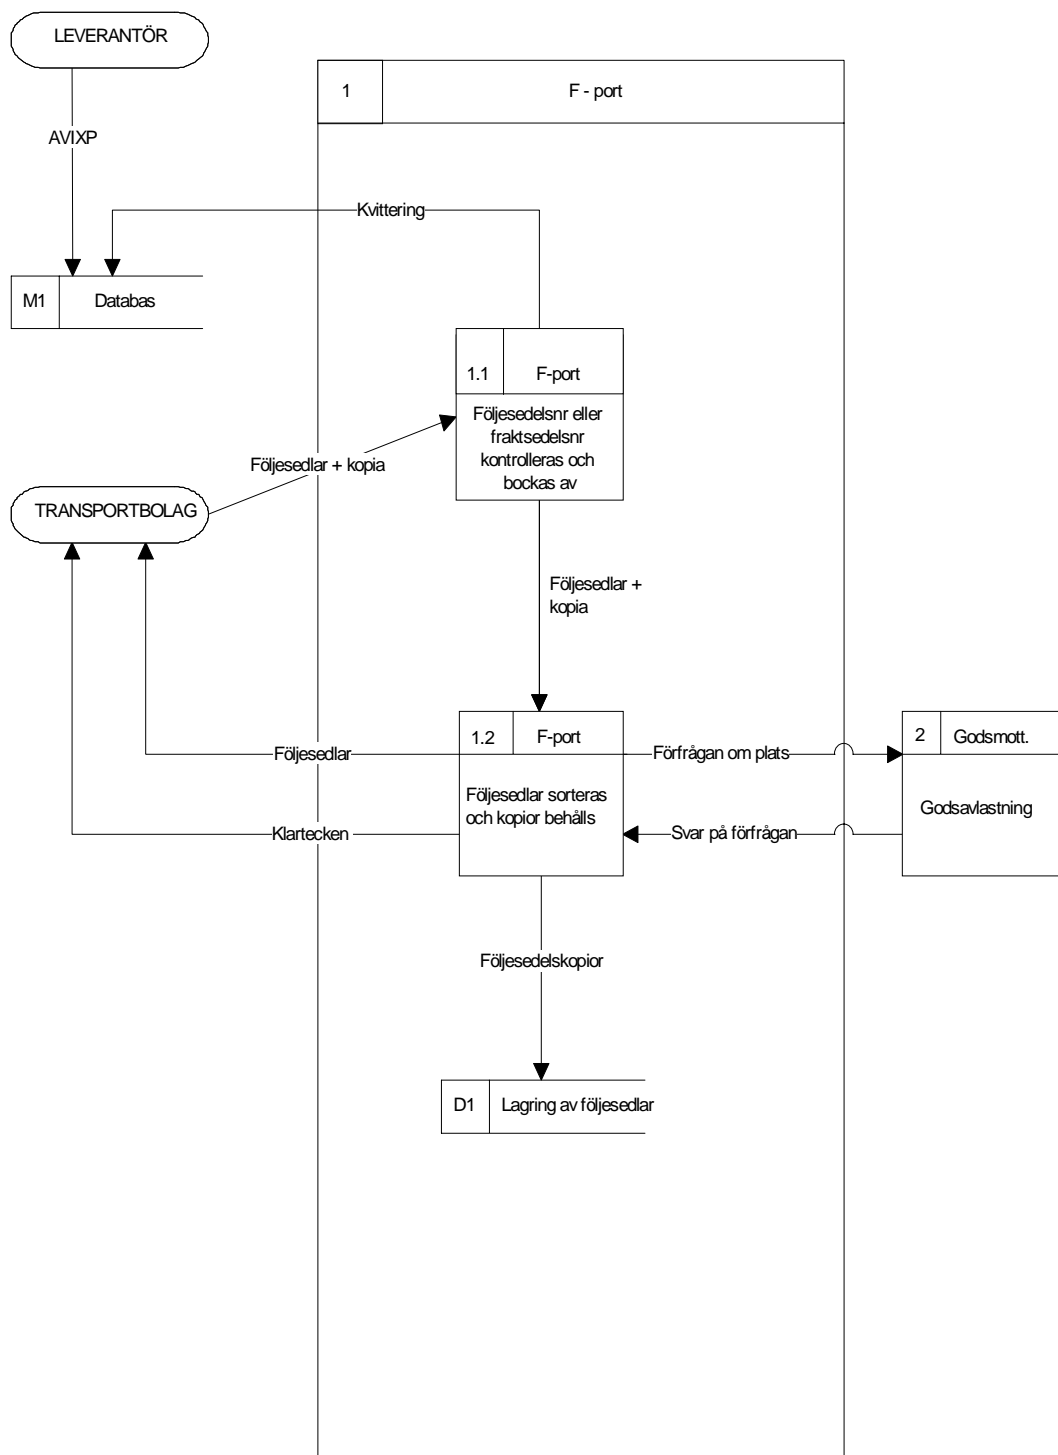 LEVERANTÖR
1
F - port
AVIXP
Kvittering
M1
Databas
1.1
F-port
Följesedelsnr eller
fraktsedelsnr
kontrolleras och
bockas av
Följesedlar + kopia
TRANSPORTBOLAG
Följesedlar +
kopia
1.2
F-port
2
Godsmott.
Följesedlar
Förfrågan om plats
Följesedlar sorteras
och kopior behålls
Godsavlastning
Klartecken
Svar på förfrågan
Följesedelskopior
D1
Lagring av följesedlar